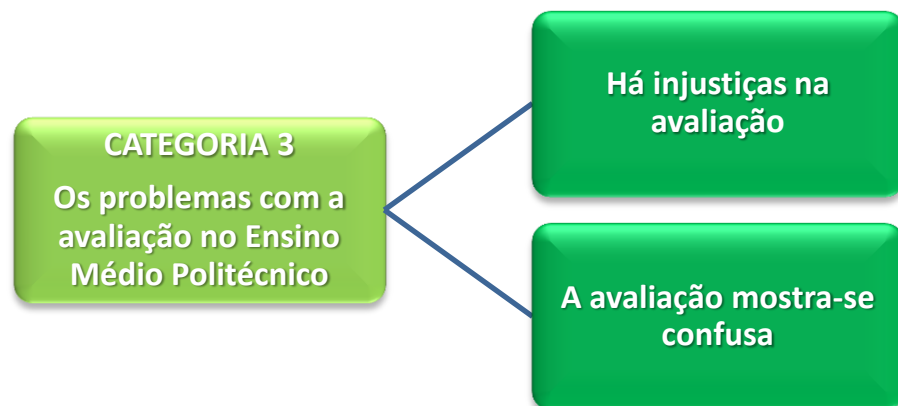 CATEGORIA 3
Os problemas com a
avaliação no Ensino
Médio Politécnico
Há injustiças na
avaliação
A avaliação mostra-se
confusa